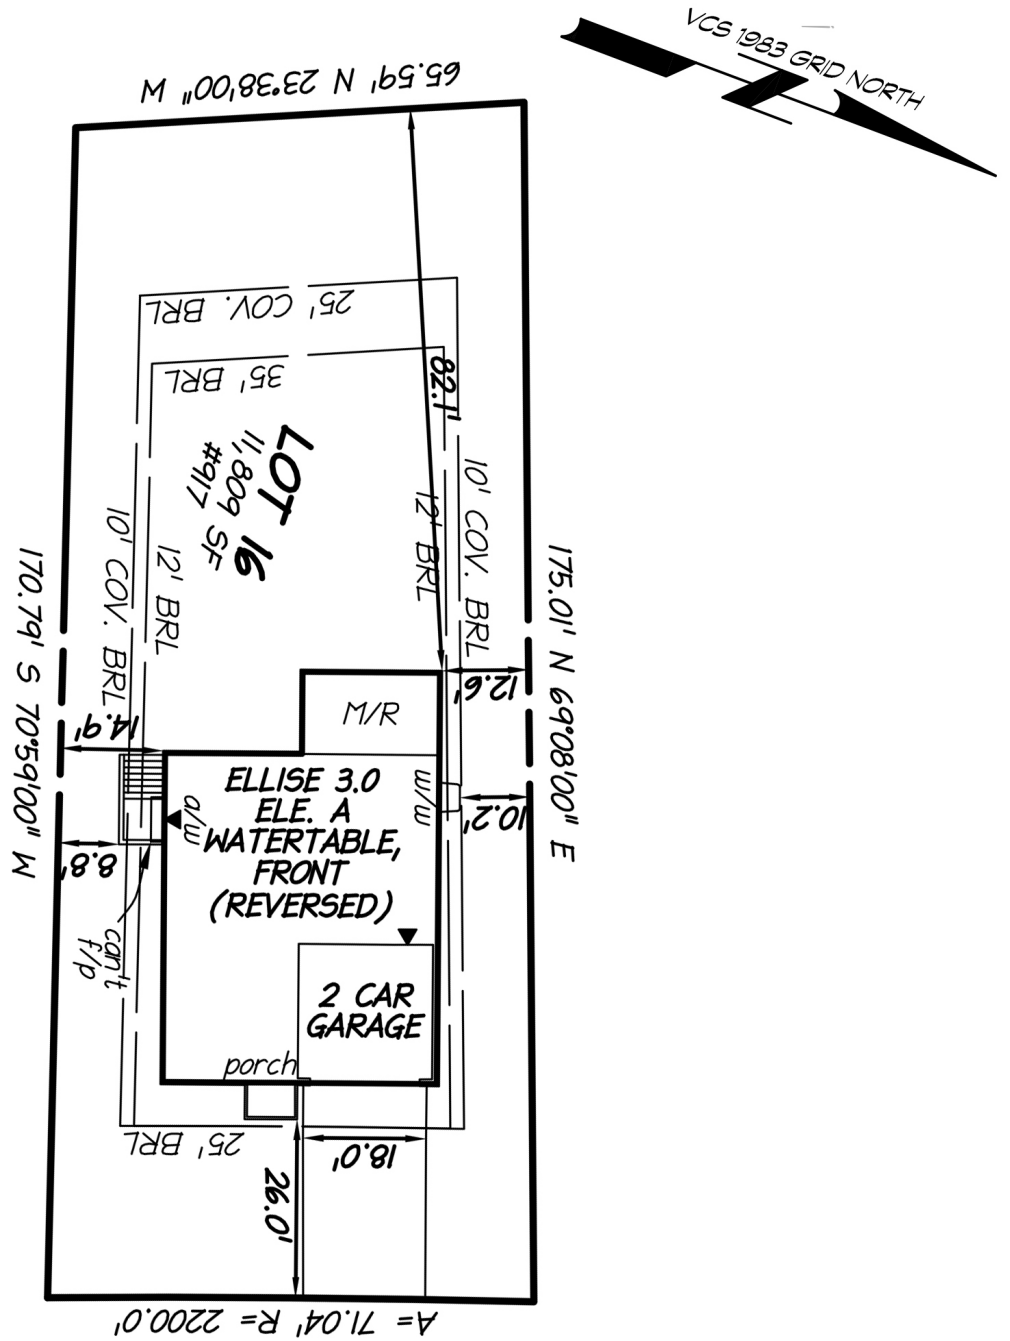 VCS 1983 GRID NORTH
65.59' N 23°38'00" W
25' COV. BRL
35' BRL
82.1'
LOT 16
11,809 SF
#917
10' COV. BRL
12' BRL
12' BRL
10' COV. BRL
170.79' S 70°59'00" W
175.01' N 69°08'00" E
12.6'
14.9'
M/R
ELLISE 3.0
ELE. A
WATERTABLE,
FRONT
(REVERSED)
w/w
a/w
10.2'
8.8'
can't
f/p
2 CAR
GARAGE
porch
25' BRL
18.0'
26.0'
A= 71.04' R= 2200.0'